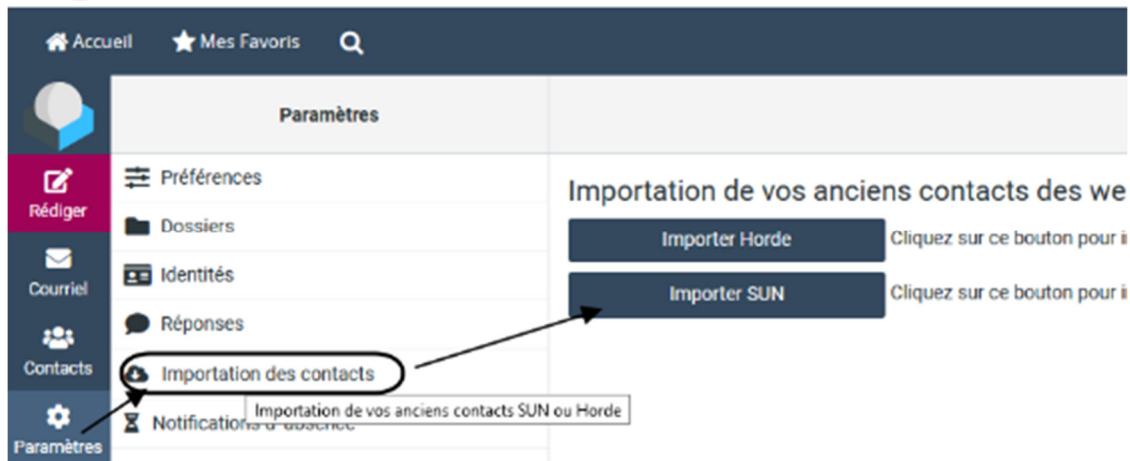 Accueil
Mes Favoris
Paramètres
Rédiger
Courriel
Contacts
Paramètres
Préférences
Dossiers
Identités
Réponses
Importation des contacts
Importation de vos anciens contacts SUN ou Horde
Notifications d'absence
Importation de vos anciens contacts des we
Importer Horde
Cliquez sur ce bouton pour i
Importer SUN
Cliquez sur ce bouton pour i